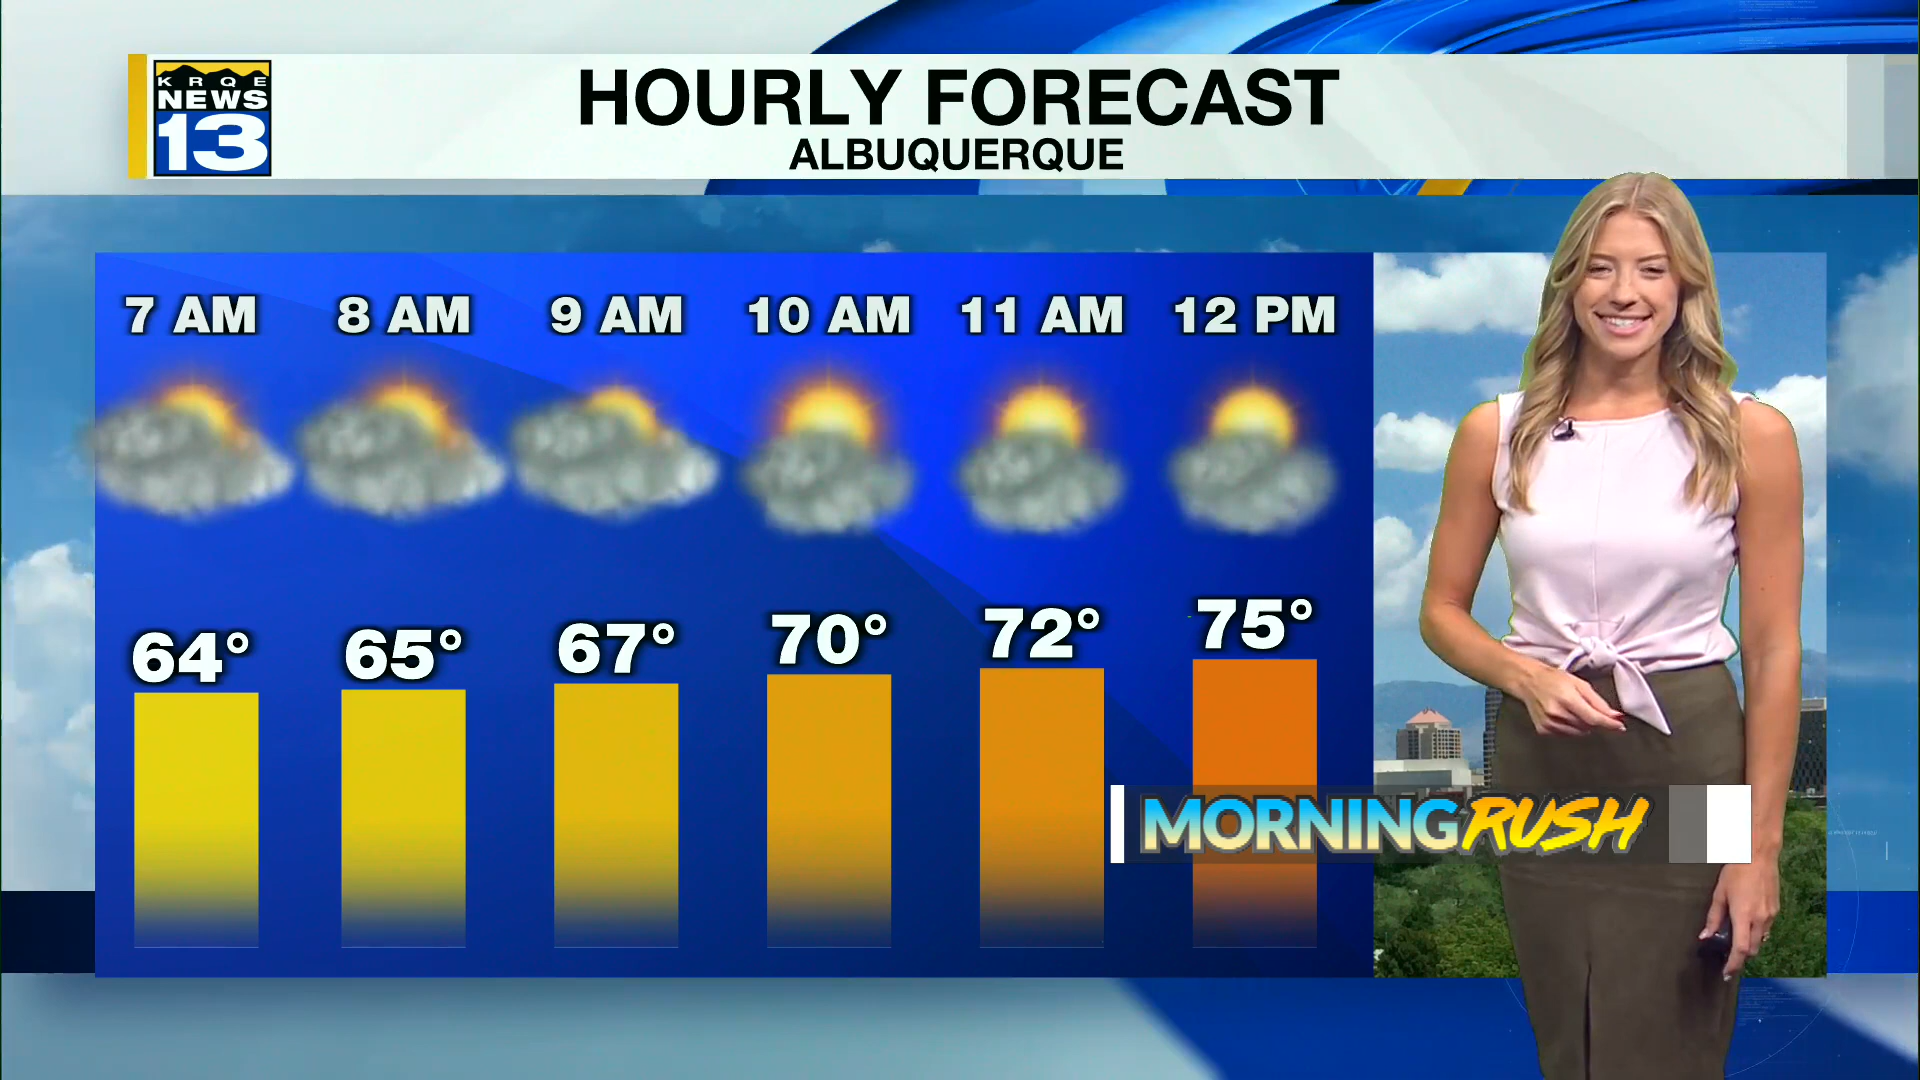 KRQE
NEWS
13
HOURLY FORECAST
ALBUQUERQUE
7 AM 8 AM 9 AM 10 AM 11 AM 12 PM
64° 65° 67° 70° 72° 75°
MORNING RUSH